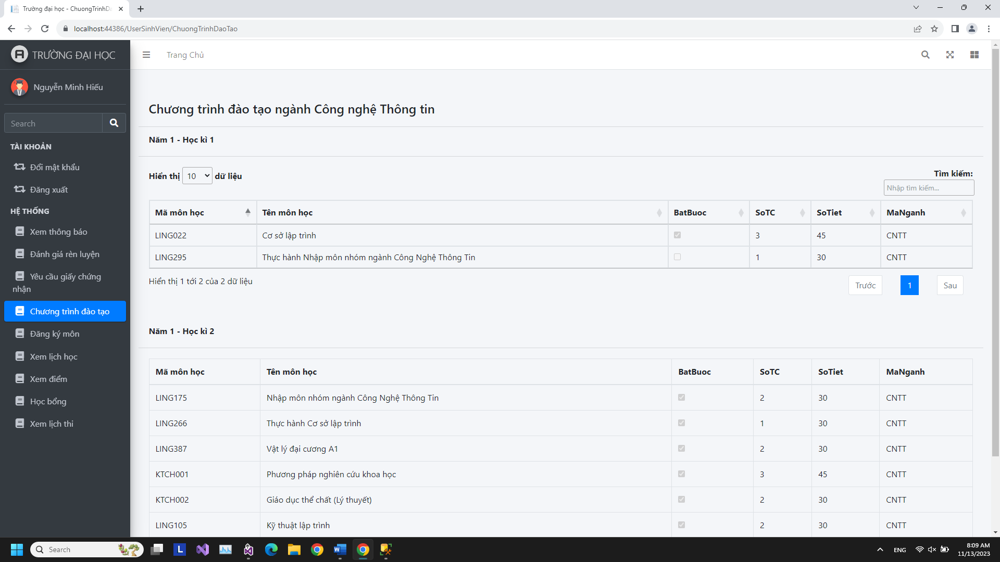 Trường đại học - ChuongTrinhDa
localhost:44386/UserSinhVien/ChuongTrinhDaoTao
TRƯỜNG ĐẠI HỌC
Trang Chủ
Nguyễn Minh Hiếu
Search
TÀI KHOẢN
Đổi mật khẩu
Đăng xuất
HỆ THỐNG
Xem thông báo
Đánh giá rèn luyện
Yêu cầu giấy chứng
nhận
Chương trình đào tạo
Đăng ký môn
Xem lịch học
Xem điểm
Học bổng
Xem lịch thi
Chương trình đào tạo ngành Công nghệ Thông tin
Năm 1 - Học kì 1
Hiển thị 10 dữ liệu
Tìm kiếm:
Nhập tìm kiếm...
Mã môn học Tên môn học BatBuoc SoTC SoTiet MaNganh
LING022 Cơ sở lập trình 3 45 CNTT
LING295 Thực hành Nhập môn nhóm ngành Công Nghệ Thông Tin 1 30 CNTT
Hiển thị 1 tới 2 của 2 dữ liệu
Trước 1 Sau
Năm 1 - Học kì 2
Mã môn học Tên môn học BatBuoc SoTC SoTiet MaNganh
LING175 Nhập môn nhóm ngành Công Nghệ Thông Tin 2 30 CNTT
LING266 Thực hành Cơ sở lập trình 1 30 CNTT
LING387 Vật lý đại cương A1 2 30 CNTT
KTCH001 Phương pháp nghiên cứu khoa học 3 45 CNTT
KTCH002 Giáo dục thể chất (Lý thuyết) 2 30 CNTT
LING105 Kỹ thuật lập trình 2 30 CNTT
Search
L
ENG
8:09 AM
11/13/2023